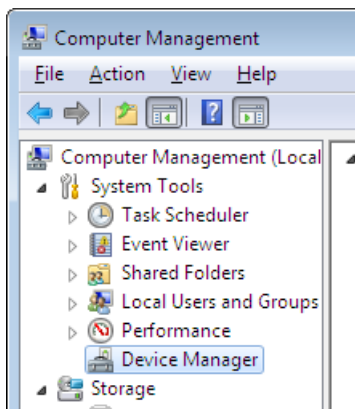 Computer Management
File Action View Help
Computer Management (Local
System Tools
Task Scheduler
Event Viewer
Shared Folders
Local Users and Groups
Performance
Device Manager
Storage